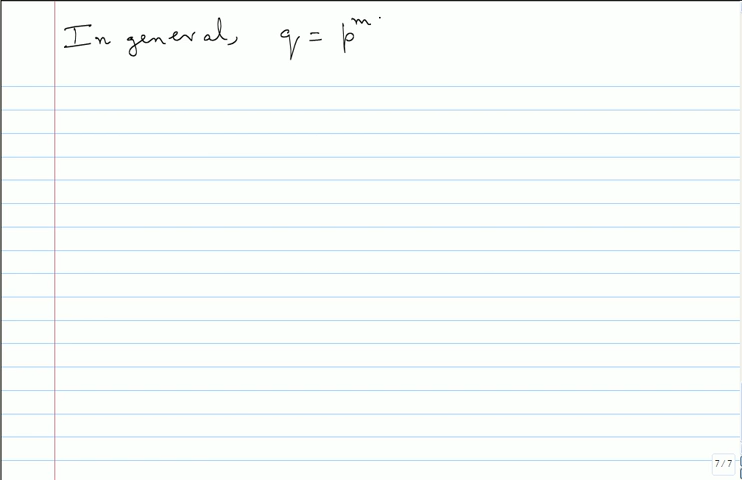 In general, q = p^m.
7 / 7